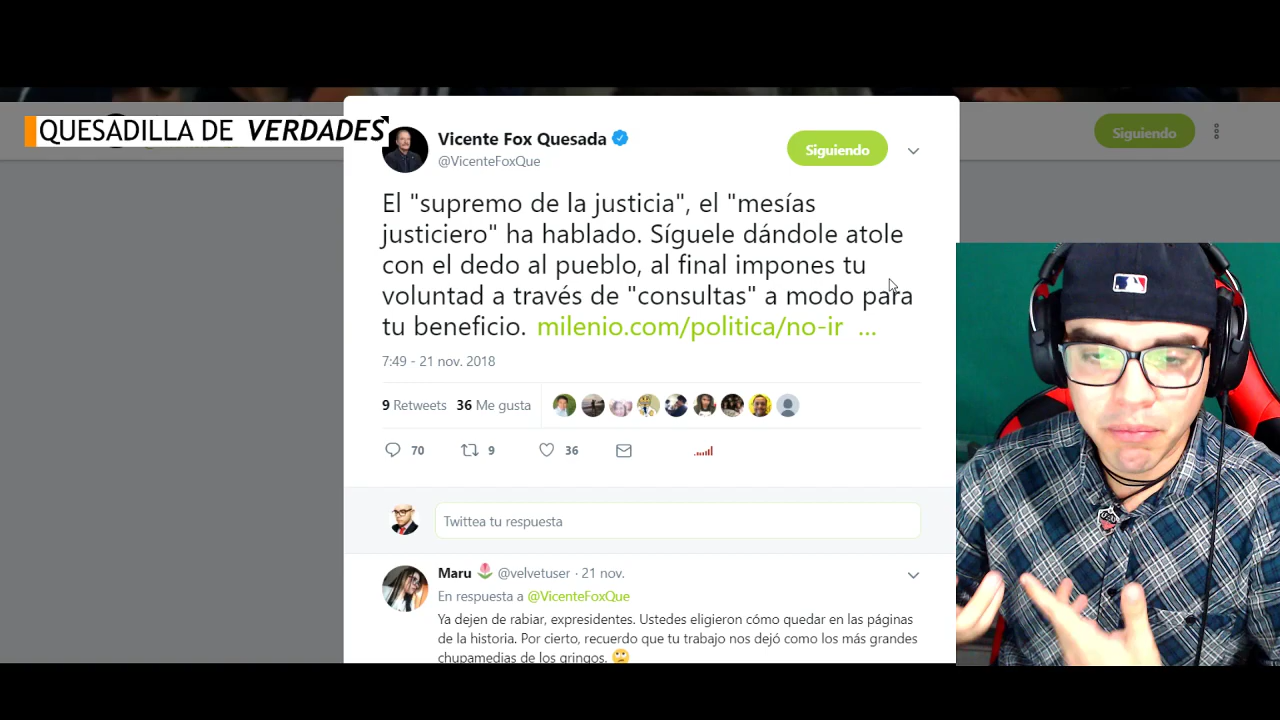 QUESADILLA DE VERDADES
Vicente Fox Quesada
@VicenteFoxQue
Siguiendo
Siguiendo
El "supremo de la justicia", el "mesías
justiciero" ha hablado. Síguele dándole atole
con el dedo al pueblo, al final impones tu
voluntad a través de "consultas" a modo para
tu beneficio. milenio.com/politica/no-ir ...
7:49 - 21 nov. 2018
9 Retweets 36 Me gusta
70 9 36
Twittea tu respuesta
Maru @velvetuser · 21 nov.
En respuesta a @VicenteFoxQue
Ya dejen de rabiar, expresidentes. Ustedes eligieron cómo quedar en las páginas
de la historia. Por cierto, recuerdo que tu trabajo nos dejó como los más grandes
chupamedias de los gringos.